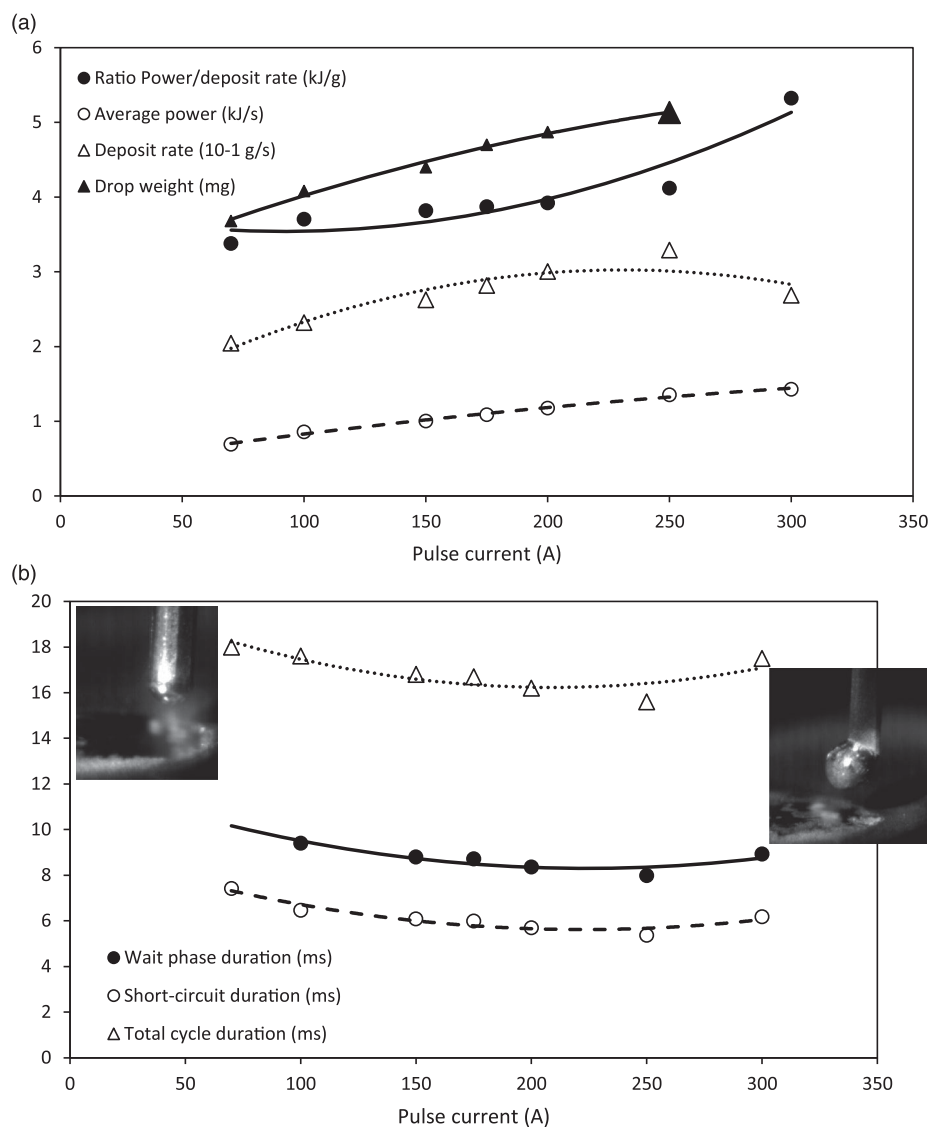 (a)
6
5
4
3
2
1
0
Ratio Power/deposit rate (kJ/g)
Average power (kJ/s)
Deposit rate (10-1 g/s)
Drop weight (mg)
0 50 100 150 200 250 300 350
Pulse current (A)
(b)
20
18
16
14
12
10
8
6
4
2
0
Wait phase duration (ms)
Short-circuit duration (ms)
Total cycle duration (ms)
0 50 100 150 200 250 300 350
Pulse current (A)